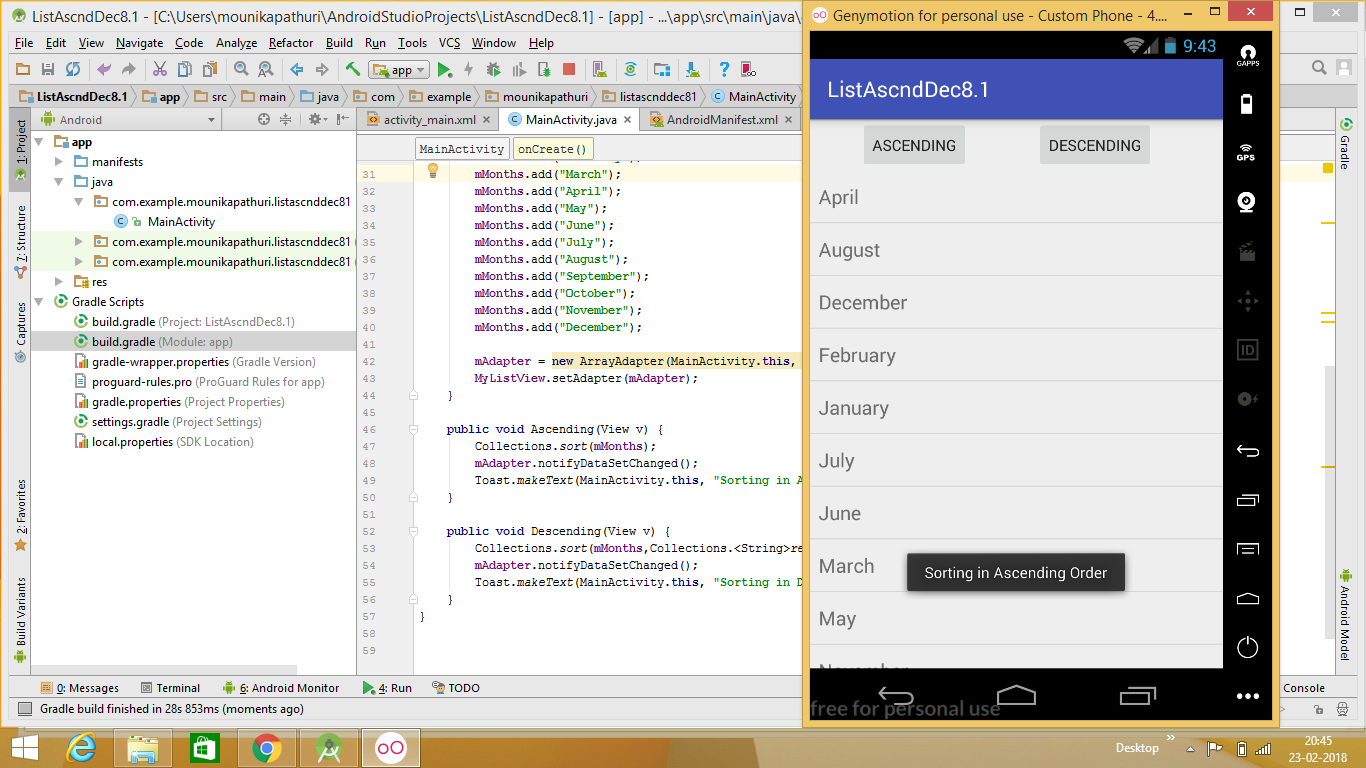 ListAscndDec8.1 - [C:\Users\mounikapathuri\AndroidStudioProjects\ListAscndDec8.1] - [app] - ...\app\src\main\java\
File Edit View Navigate Code Analyze Refactor Build Run Tools VCS Window Help
app
ListAscndDec8.1 app src main java com example mounikapathuri listascnddec81 MainActivity
Android
activity_main.xml MainActivity.java AndroidManifest.xml
MainActivity onCreate()
1: Project
7: Structure
Captures
2: Favorites
Build Variants
app
manifests
java
com.example.mounikapathuri.listascnddec81
MainActivity
com.example.mounikapathuri.listascnddec81
com.example.mounikapathuri.listascnddec81
res
Gradle Scripts
build.gradle (Project: ListAscndDec8.1)
build.gradle (Module: app)
gradle-wrapper.properties (Gradle Version)
proguard-rules.pro (ProGuard Rules for app)
gradle.properties (Project Properties)
settings.gradle (Project Settings)
local.properties (SDK Location)
31 mMonths.add("March");
32 mMonths.add("April");
33 mMonths.add("May");
34 mMonths.add("June");
35 mMonths.add("July");
36 mMonths.add("August");
37 mMonths.add("September");
38 mMonths.add("October");
39 mMonths.add("November");
40 mMonths.add("December");
41
42 mAdapter = new ArrayAdapter(MainActivity.this,
43 MyListView.setAdapter(mAdapter);
44 }
45
46 public void Ascending(View v) {
47 Collections.sort(mMonths);
48 mAdapter.notifyDataSetChanged();
49 Toast.makeText(MainActivity.this, "Sorting in A
50 }
51
52 public void Descending(View v) {
53 Collections.sort(mMonths,Collections.<String>re
54 mAdapter.notifyDataSetChanged();
55 Toast.makeText(MainActivity.this, "Sorting in D
56 }
57 }
58
59
Genymotion for personal use - Custom Phone - 4....
9:43
ListAscndDec8.1
ASCENDING DESCENDING
April
August
December
February
January
July
June
March
Sorting in Ascending Order
May
November
free for personal use
GAPPS
GPS
ID
Gradle
Android Model
0: Messages Terminal 6: Android Monitor 4: Run TODO
Console
Gradle build finished in 28s 853ms (moments ago)
Desktop
20:45
23-02-2018